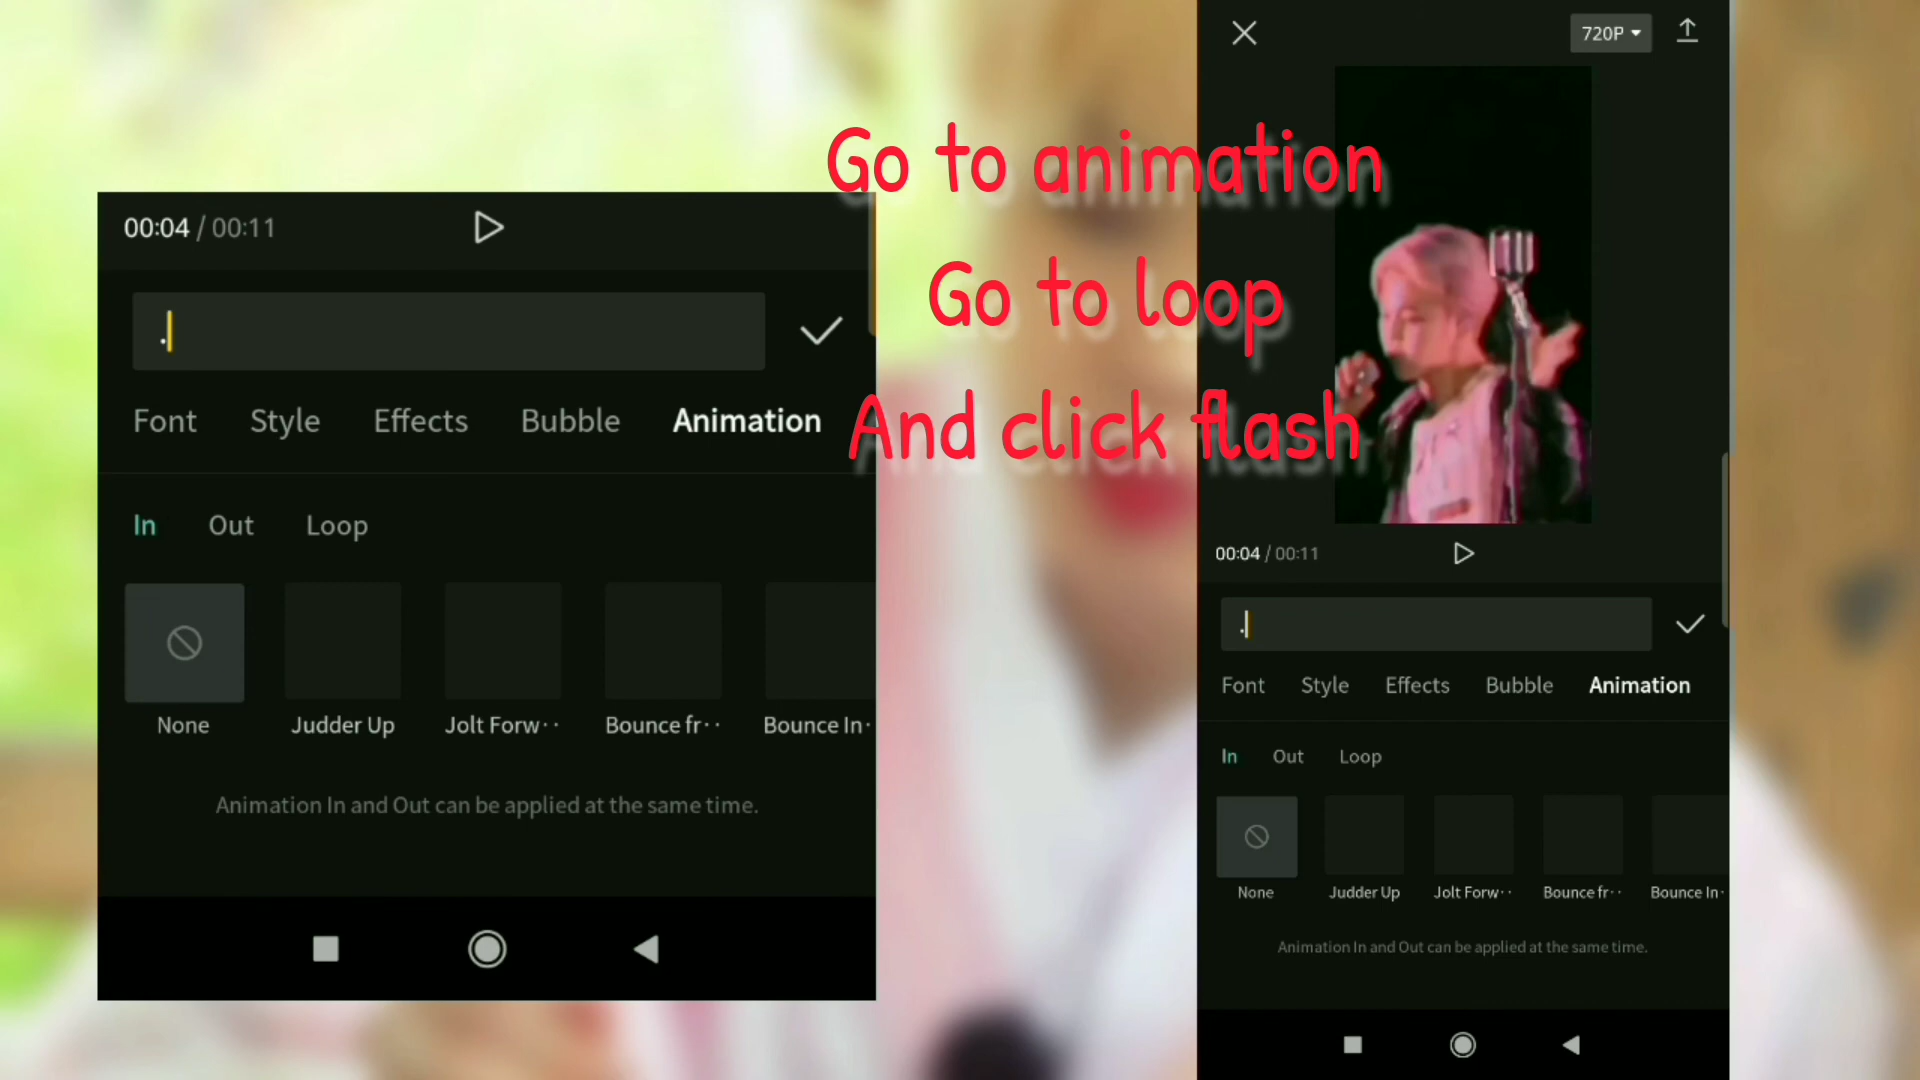 720P
Go to animation
Go to loop
And click flash
00:04 / 00:11
.
Font Style Effects Bubble Animation
In Out Loop
None Judder Up Jolt Forw·· Bounce fr·· Bounce In·
Animation In and Out can be applied at the same time.
00:04 / 00:11
.
Font Style Effects Bubble Animation
In Out Loop
None Judder Up Jolt Forw·· Bounce fr·· Bounce In·
Animation In and Out can be applied at the same time.